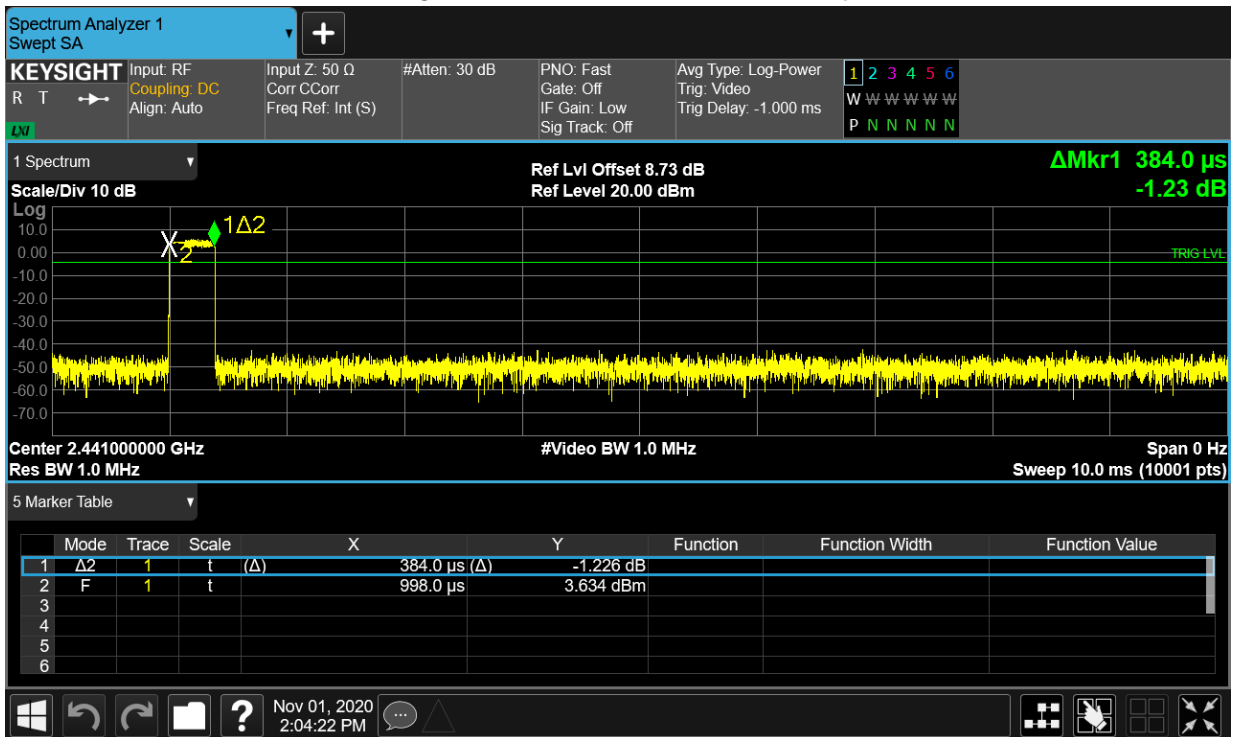 Spectrum Analyzer 1
Swept SA
+
KEYSIGHT
R T
LXI
Input: RF
Coupling: DC
Align: Auto
Input Z: 50 Ω
Corr CCorr
Freq Ref: Int (S)
#Atten: 30 dB
PNO: Fast
Gate: Off
IF Gain: Low
Sig Track: Off
Avg Type: Log-Power
Trig: Video
Trig Delay: -1.000 ms
1 2 3 4 5 6
W W W W W W
P N N N N N
1 Spectrum
Scale/Div 10 dB
Ref Lvl Offset 8.73 dB
Ref Level 20.00 dBm
ΔMkr1 384.0 µs
-1.23 dB
Log
10.0
0.00
-10.0
-20.0
-30.0
-40.0
-50.0
-60.0
-70.0
1Δ2
X
2
TRIG LVL
Center 2.441000000 GHz
#Video BW 1.0 MHz
Span 0 Hz
Res BW 1.0 MHz
Sweep 10.0 ms (10001 pts)
5 Marker Table
Mode Trace Scale X Y Function Function Width Function Value
1 Δ2 1 t (Δ) 384.0 µs (Δ) -1.226 dB
2 F 1 t 998.0 µs 3.634 dBm
3
4
5
6
?
Nov 01, 2020
2:04:22 PM